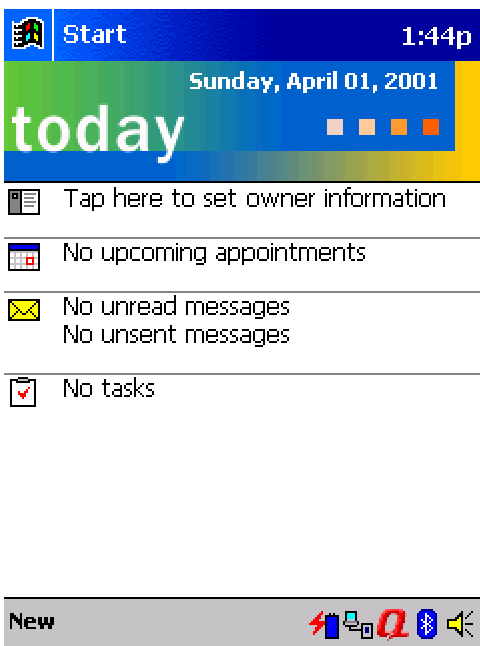 Start 1:44p
Sunday, April 01, 2001
today
Tap here to set owner information
No upcoming appointments
No unread messages
No unsent messages
No tasks
New